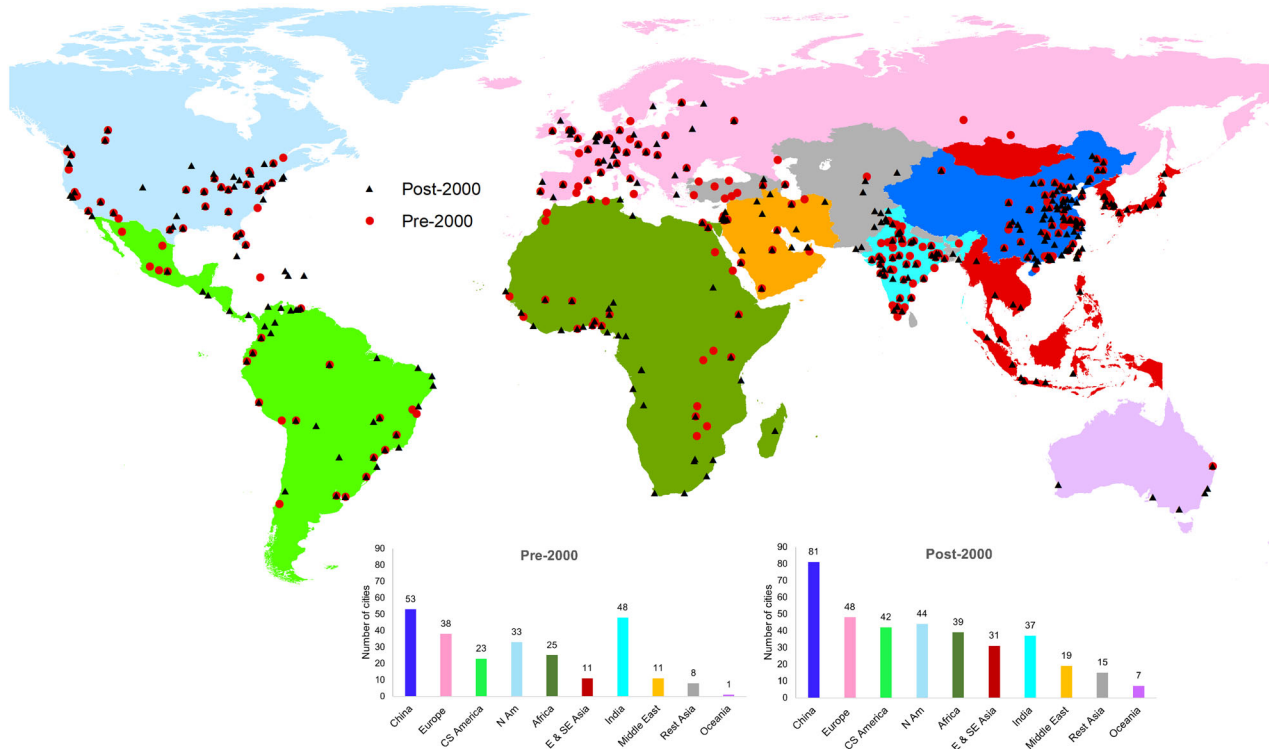 Post-2000
Pre-2000
Pre-2000
Number of cities
90
80
70
60
50
40
30
20
10
0
53
38
23
33
25
11
48
11
8
1
China
Europe
CS America
N Am
Africa
E & SE Asia
India
Middle East
Rest Asia
Oceania
Post-2000
Number of cities
90
80
70
60
50
40
30
20
10
0
81
48
42
44
39
31
37
19
15
7
China
Europe
CS America
N Am
Africa
E & SE Asia
India
Middle East
Rest Asia
Oceania